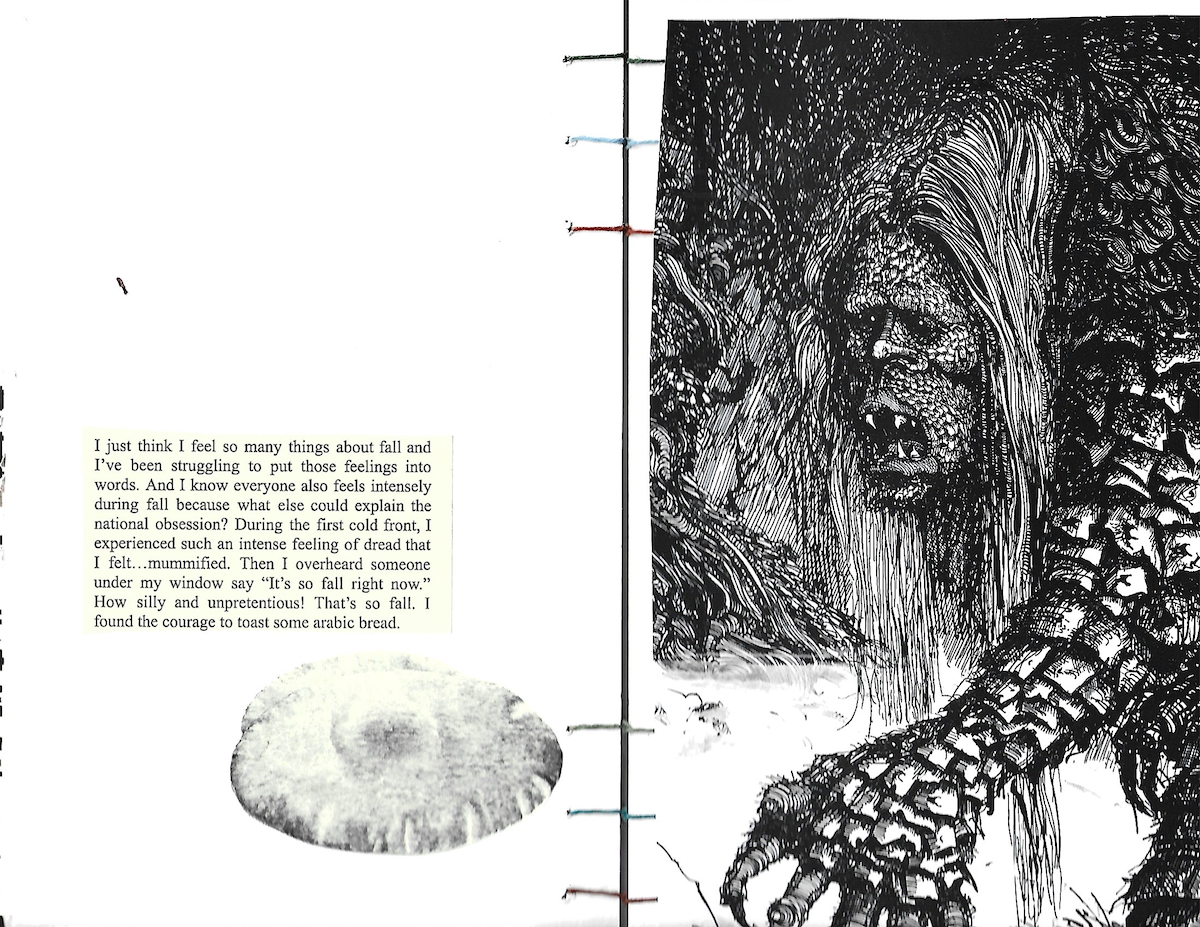 I just think I feel so many things about fall and
I've been struggling to put those feelings into
words. And I know everyone also feels intensely
during fall because what else could explain the
national obsession? During the first cold front, I
experienced such an intense feeling of dread that
I felt…mummified. Then I overheard someone
under my window say “It's so fall right now.”
How silly and unpretentious! That's so fall. I
found the courage to toast some arabic bread.